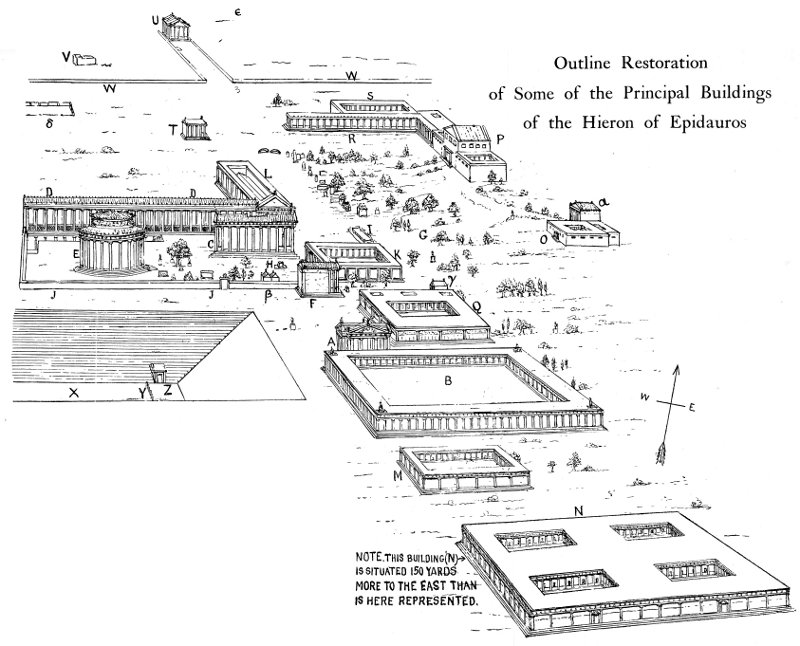 Outline Restoration
of Some of the Principal Buildings
of the Hieron of Epidauros
U
ϵ
V
W
W
S
δ
T
R
P
L
D
D
a
G
O
I
C
E
K
H
γ
J
J
β
F
Q
A
B
W
E
X
Y
Z
M
N
NOTE. THIS BUILDING (N)
IS SITUATED 150 YARDS
MORE TO THE EAST THAN
IS HERE REPRESENTED.